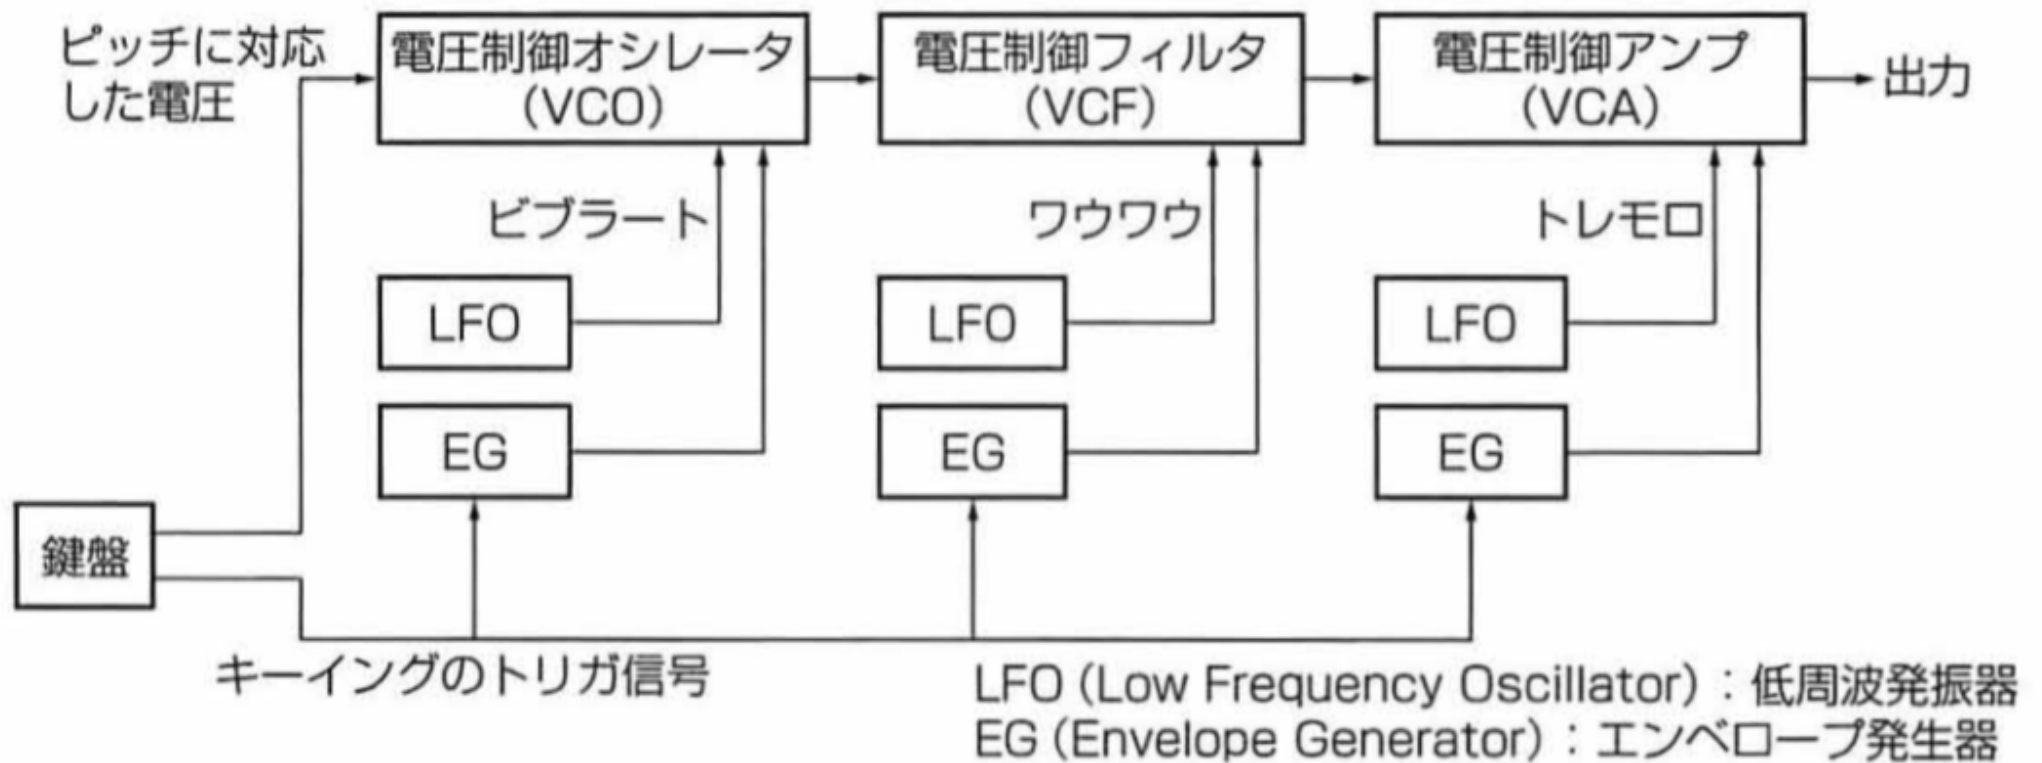 ピッチに対応
した電圧
電圧制御オシレータ
(VCO)
電圧制御フィルタ
(VCF)
電圧制御アンプ
(VCA)
出力
ビブラート
ワウワウ
トレモロ
LFO
LFO
LFO
EG
EG
EG
鍵盤
キーイングのトリガ信号
LFO (Low Frequency Oscillator)：低周波発振器
EG (Envelope Generator)：エンベロープ発生器